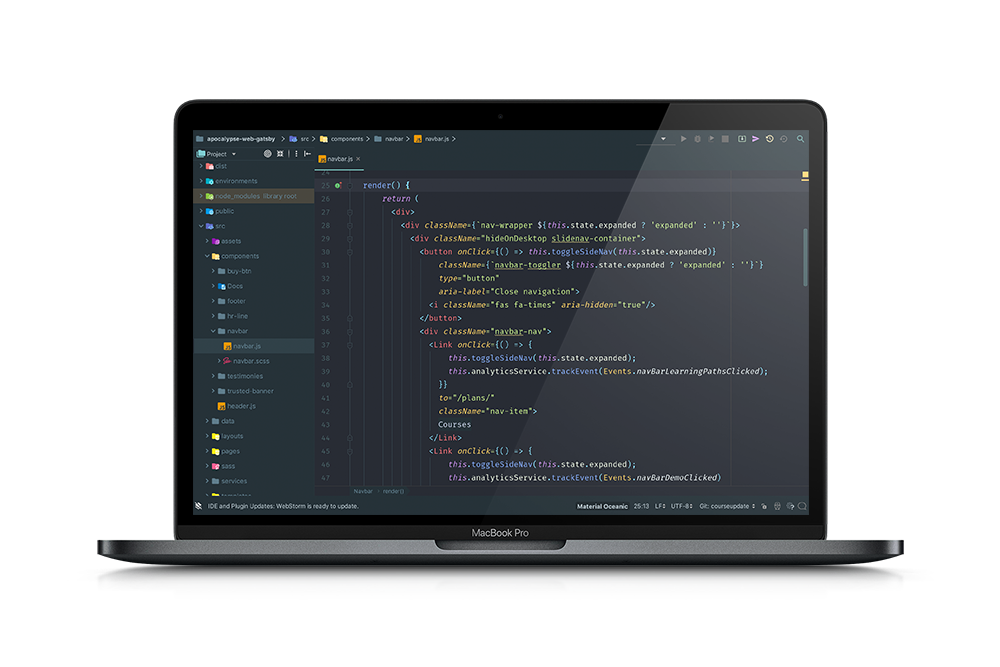 apocalypse-web-gatsby > src > components > navbar > navbar.js >
Project
navbar.js ×
dist
environments
node_modules library root
public
src
assets
components
buy-btn
Docs
footer
hr-line
navbar
navbar.js
navbar.scss
testimonies
trusted-banner
header.js
data
layouts
pages
sass
services
templates
24
25 render() {
26 return (
27 <div>
28 <div className={`nav-wrapper ${this.state.expanded ? 'expanded' : ''}`}>
29 <div className="hideOnDesktop slidenav-container">
30 <button onClick={() => this.toggleSideNav(this.state.expanded)}
31 className={`navbar-toggler ${this.state.expanded ? 'expanded' : ''}`}
32 type="button"
33 aria-label="Close navigation">
34 <i className="fas fa-times" aria-hidden="true"/>
35 </button>
36 <div className="navbar-nav">
37 <Link onClick={() => {
38 this.toggleSideNav(this.state.expanded);
39 this.analyticsService.trackEvent(Events.navBarLearningPathsClicked);
40 }}
41 to="/plans/"
42 className="nav-item">
43 Courses
44 </Link>
45 <Link onClick={() => {
46 this.toggleSideNav(this.state.expanded);
47 this.analyticsService.trackEvent(Events.navBarDemoClicked)
Navbar > render()
IDE and Plugin Updates: WebStorm is ready to update.
Material Oceanic 25:13 LF UTF-8 Git: courseupdate
MacBook Pro